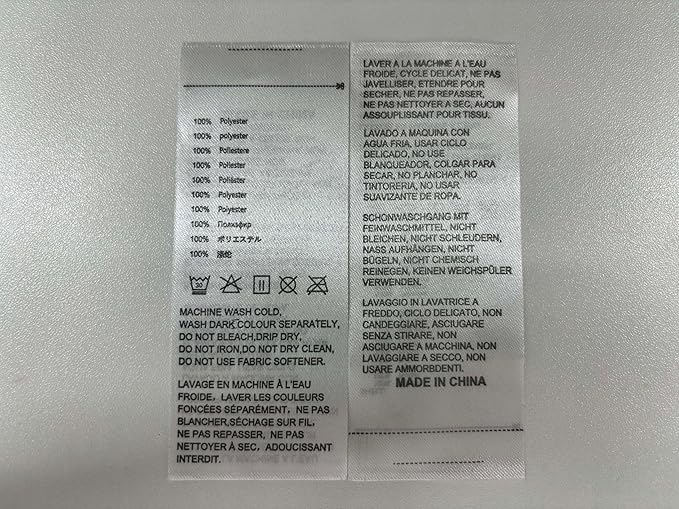 100% Polyester
100% polyester
100% Poliestere
100% Poliester
100% Poliéster
100% Polyester
100% Polyester
100% Полиэфир
100% ポリエステル
100% 涤纶
30
MACHINE WASH COLD,
WASH DARK COLOUR SEPARATELY,
DO NOT BLEACH,DRIP DRY,
DO NOT IRON,DO NOT DRY CLEAN,
DO NOT USE FABRIC SOFTENER.
LAVAGE EN MACHINE À L'EAU
FROIDE, LAVER LES COULEURS
FONCÉES SÉPARÉMENT, NE PAS
BLANCHER,SÉCHAGE SUR FIL,
NE PAS REPASSER, NE PAS
NETTOYER À SEC, ADOUCISSANT
INTERDIT.
LAVER A LA MACHINE A L'EAU
FROIDE, CYCLE DELICAT, NE PAS
JAVELLISER, ETENDRE POUR
SECHER, NE PAS REPASSER,
NE PAS NETTOYER A SEC, AUCUN
ASSOUPLISSANT POUR TISSU.
LAVADO A MAQUINA CON
AGUA FRIA, USAR CICLO
DELICADO, NO USE
BLANQUEADOR, COLGAR PARA
SECAR, NO PLANCHAR, NO
TINTORERIA, NO USAR
SUAVIZANTE DE ROPA.
SCHONWASCHGANG MIT
FEINWASCHMITTEL, NICHT
BLEICHEN, NICHT SCHLEUDERN,
NASS AUFHÄNGEN, NICHT
BÜGELN, NICHT CHEMISCH
REINEGEN, KEINEN WEICHSPÜLER
VERWENDEN.
LAVAGGIO IN LAVATRICE A
FREDDO, CICLO DELICATO, NON
CANDEGGIARE, ASCIUGARE
SENZA STIRARE, NON
ASCIUGARE A MACCHINA, NON
LAVAGGIARE A SECCO, NON
USARE AMMORBDENTI.
MADE IN CHINA